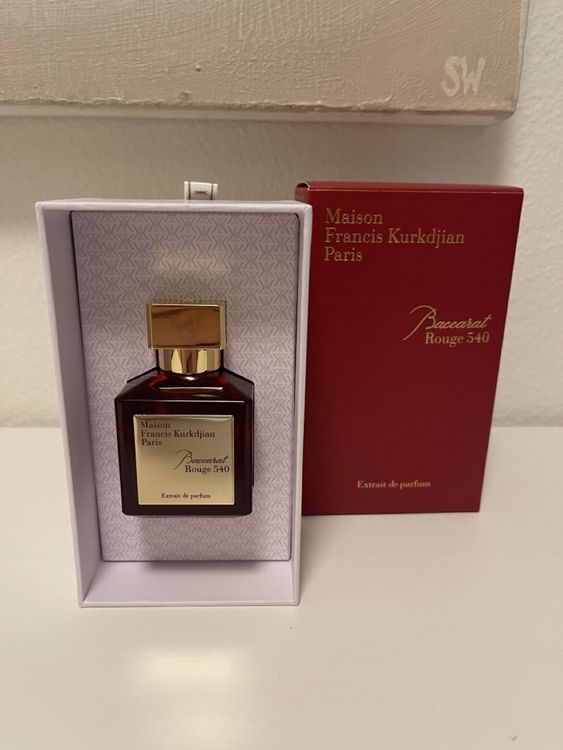 SW
Maison
Francis Kurkdjian
Paris
Baccarat
Rouge 540
Extrait de parfum
Maison
Francis Kurkdjian
Paris
Baccarat
Rouge 540
Extrait de parfum